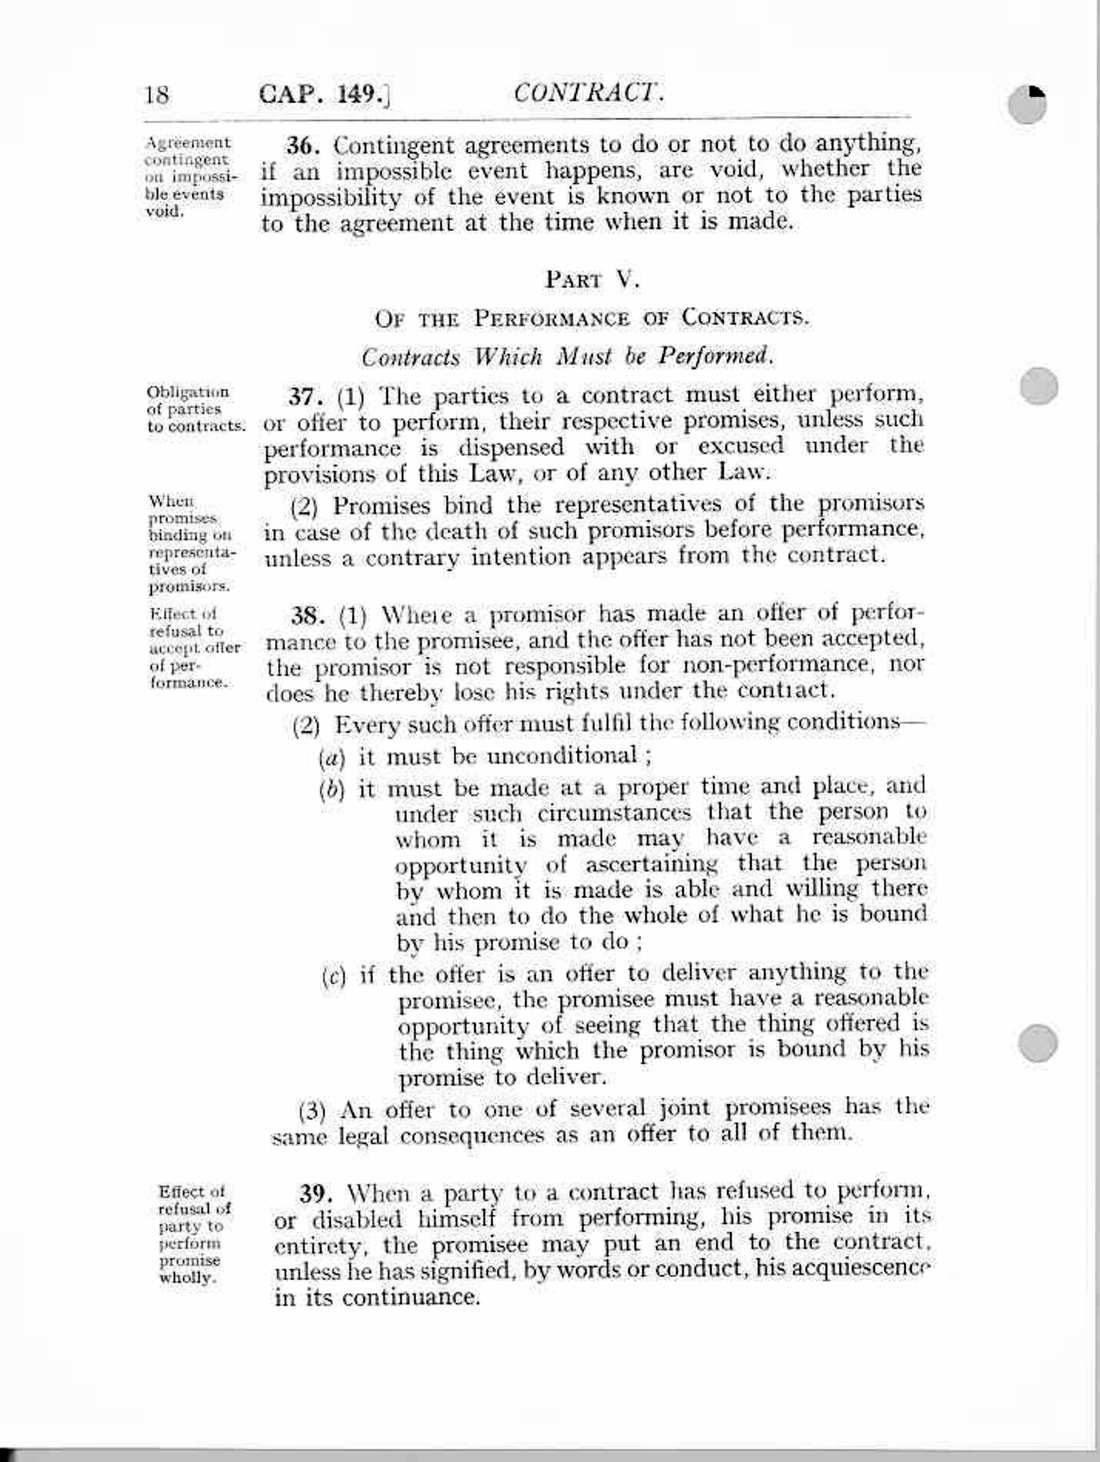 18 CAP. 149.] CONTRACT.
Agreement
contingent
on impossi-
ble events
void.
36. Contingent agreements to do or not to do anything,
if an impossible event happens, are void, whether the
impossibility of the event is known or not to the parties
to the agreement at the time when it is made.
PART V.
OF THE PERFORMANCE OF CONTRACTS.
Contracts Which Must be Performed.
Obligation
of parties
to contracts.
37. (1) The parties to a contract must either perform,
or offer to perform, their respective promises, unless such
performance is dispensed with or excused under the
provisions of this Law, or of any other Law.
When
promises
binding on
representa-
tives of
promisors.
(2) Promises bind the representatives of the promisors
in case of the death of such promisors before performance,
unless a contrary intention appears from the contract.
Effect of
refusal to
accept offer
of per-
formance.
38. (1) Where a promisor has made an offer of perfor-
mance to the promisee, and the offer has not been accepted,
the promisor is not responsible for non-performance, nor
does he thereby lose his rights under the contract.
(2) Every such offer must fulfil the following conditions—
(a) it must be unconditional ;
(b) it must be made at a proper time and place, and
under such circumstances that the person to
whom it is made may have a reasonable
opportunity of ascertaining that the person
by whom it is made is able and willing there
and then to do the whole of what he is bound
by his promise to do ;
(c) if the offer is an offer to deliver anything to the
promisee, the promisee must have a reasonable
opportunity of seeing that the thing offered is
the thing which the promisor is bound by his
promise to deliver.
(3) An offer to one of several joint promisees has the
same legal consequences as an offer to all of them.
Effect of
refusal of
party to
perform
promise
wholly.
39. When a party to a contract has refused to perform,
or disabled himself from performing, his promise in its
entirety, the promisee may put an end to the contract,
unless he has signified, by words or conduct, his acquiescence
in its continuance.